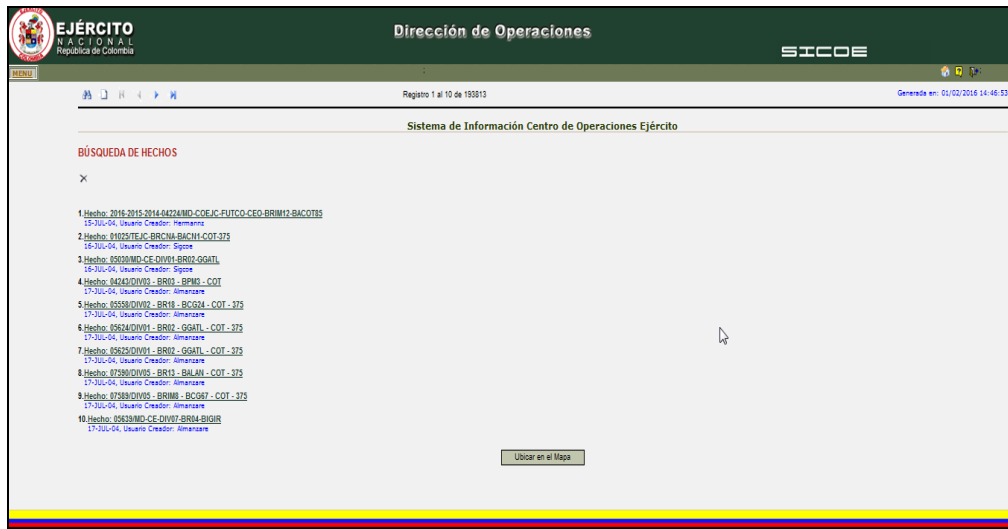 EJÉRCITO
NACIONAL
República de Colombia
Dirección de Operaciones
SICOE
MENU
Registro 1 al 10 de 193813
Generada en: 01/02/2016 14:46:53
Sistema de Información Centro de Operaciones Ejército
BÚSQUEDA DE HECHOS
1.Hecho: 2016-2015-2014-04224/MD-COEJC-FUTCO-CEO-BRIM12-BACOT85
15-JUL-04, Usuario Creador: Hermannz
2.Hecho: 01025/TEJC-BRCNA-BACN1-COT-375
16-JUL-04, Usuario Creador: Sigcoe
3.Hecho: 05030/MD-CE-DIV01-BR02-GGATL
16-JUL-04, Usuario Creador: Sigcoe
4.Hecho: 04243/DIV03 - BR03 - BPM3 - COT
17-JUL-04, Usuario Creador: Almanzare
5.Hecho: 05558/DIV02 - BR18 - BCG24 - COT - 375
17-JUL-04, Usuario Creador: Almanzare
6.Hecho: 05624/DIV01 - BR02 - GGATL - COT - 375
17-JUL-04, Usuario Creador: Almanzare
7.Hecho: 05625/DIV01 - BR02 - GGATL - COT - 375
17-JUL-04, Usuario Creador: Almanzare
8.Hecho: 07590/DIV05 - BR13 - BALAN - COT - 375
17-JUL-04, Usuario Creador: Almanzare
9.Hecho: 07589/DIV05 - BRIM8 - BCG67 - COT - 375
17-JUL-04, Usuario Creador: Almanzare
10.Hecho: 05639/MD-CE-DIV07-BR04-BIGIR
17-JUL-04, Usuario Creador: Almanzare
Ubicar en el Mapa